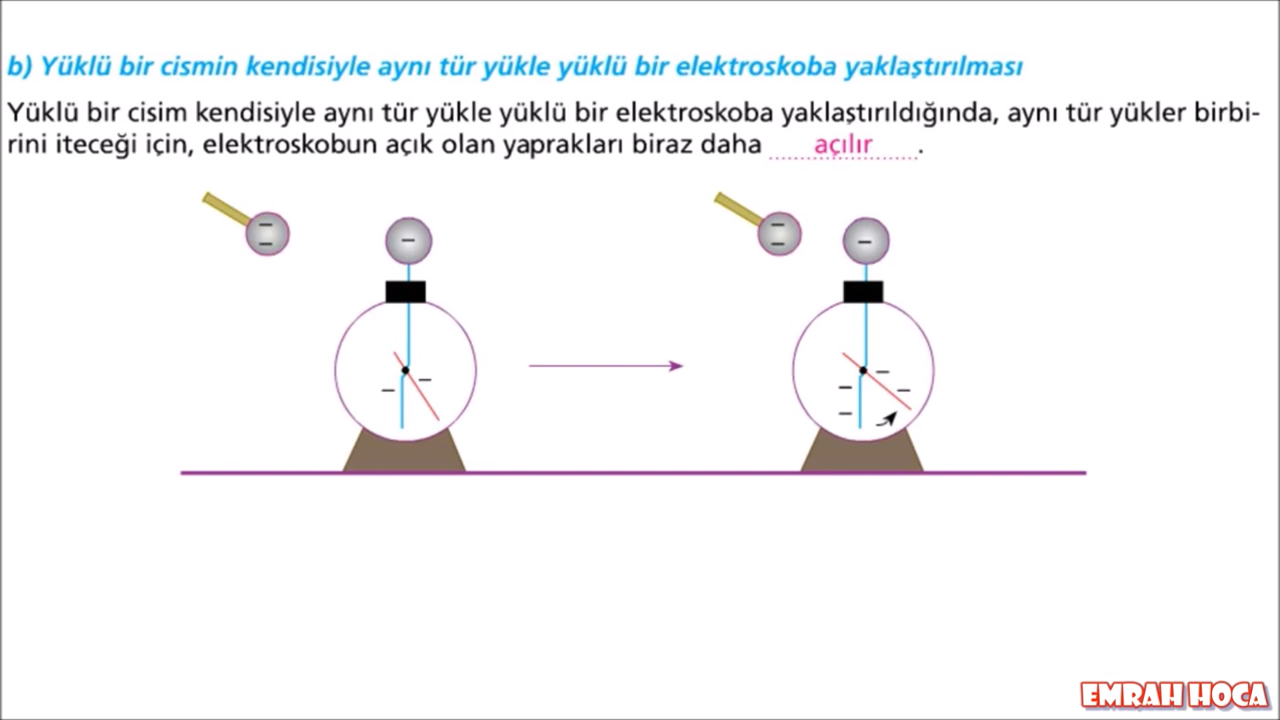 b) Yüklü bir cismin kendisiyle aynı tür yükle yüklü bir elektroskoba yaklaştırılması
Yüklü bir cisim kendisiyle aynı tür yükle yüklü bir elektroskoba yaklaştırıldığında, aynı tür yükler birbi-
rini iteceği için, elektroskobun açık olan yaprakları biraz daha açılır.
EMRAH HOCA